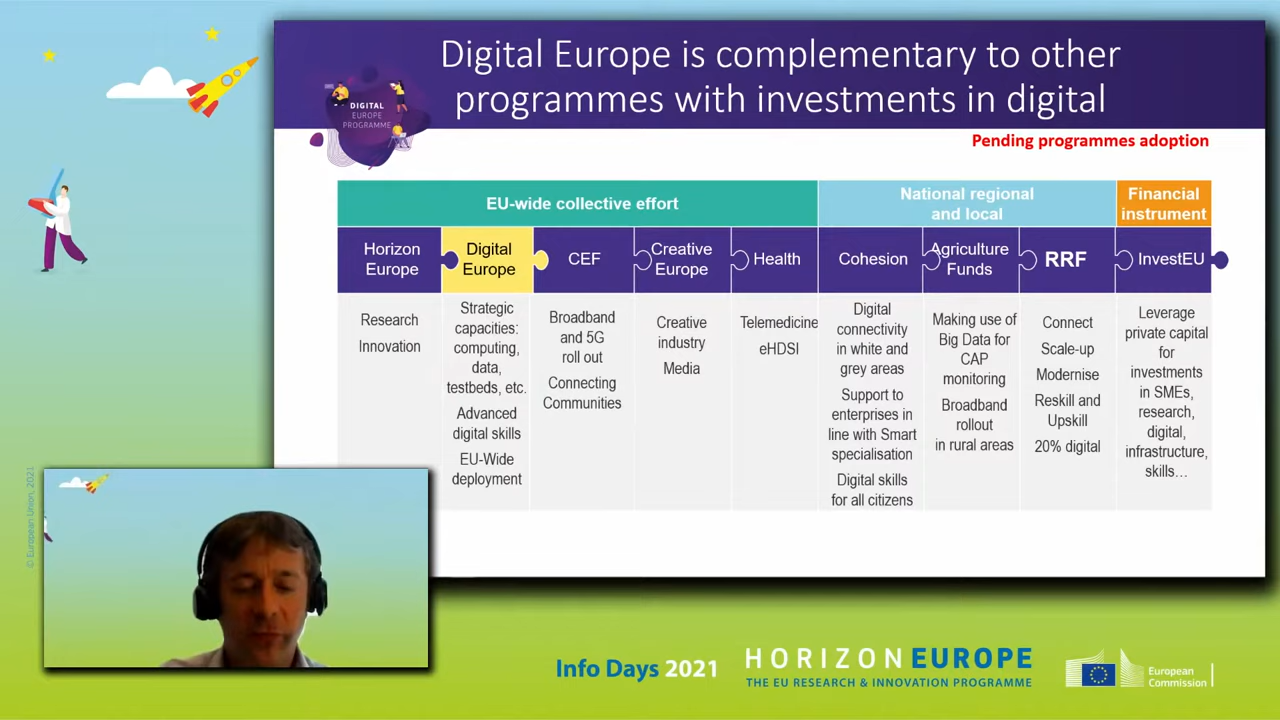 Digital Europe is complementary to other
programmes with investments in digital
DIGITAL
EUROPE
PROGRAMME
Pending programmes adoption
EU-wide collective effort
National regional
and local
Financial
instrument
Horizon
Europe
Digital
Europe
CEF
Creative
Europe
Health
Cohesion
Agriculture
Funds
RRF
InvestEU
Research
Innovation
Strategic
capacities:
computing,
data,
testbeds, etc.
Advanced
digital skills
EU-Wide
deployment
Broadband
and 5G
roll out
Connecting
Communities
Creative
industry
Media
Telemedicine
eHDSI
Digital
connectivity
in white and
grey areas
Support to
enterprises in
line with Smart
specialisation
Digital skills
for all citizens
Making use of
Big Data for
CAP
monitoring
Broadband
rollout
in rural areas
Connect
Scale-up
Modernise
Reskill and
Upskill
20% digital
Leverage
private capital
for
investments
in SMEs,
research,
digital,
infrastructure,
skills…
© European Union, 2021
Info Days 2021
HORIZON EUROPE
THE EU RESEARCH & INNOVATION PROGRAMME
European
Commission